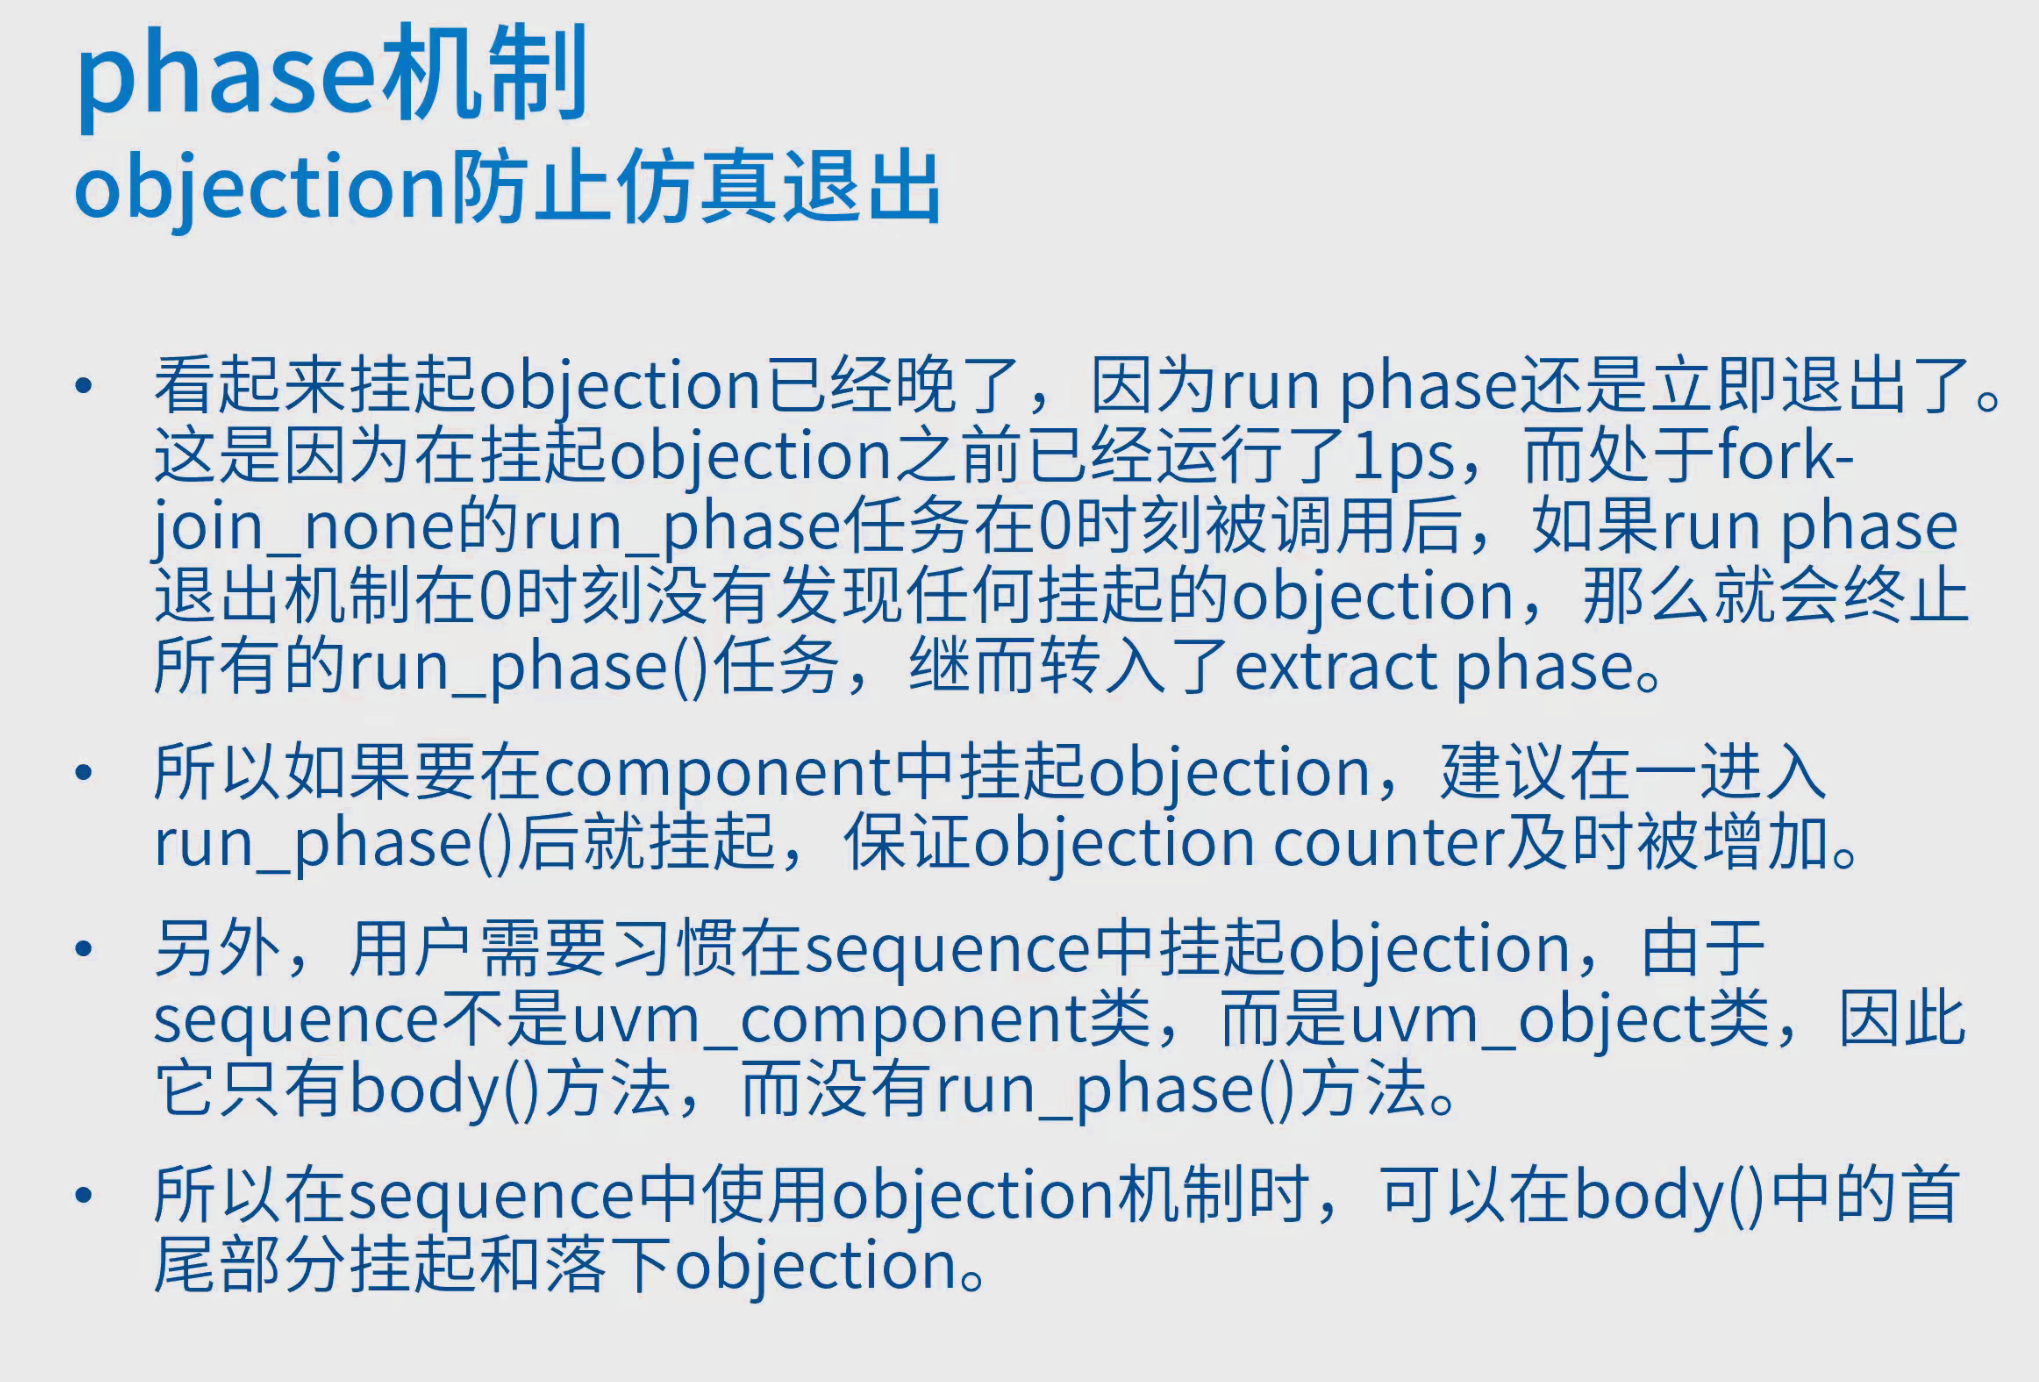 phase机制
objection防止仿真退出
• 看起来挂起objection已经晚了，因为run phase还是立即退出了。
这是因为在挂起objection之前已经运行了1ps，而处于fork-
join_none的run_phase任务在0时刻被调用后，如果run phase
退出机制在0时刻没有发现任何挂起的objection，那么就会终止
所有的run_phase()任务，继而转入了extract phase。
• 所以如果要在component中挂起objection，建议在一进入
run_phase()后就挂起，保证objection counter及时被增加。
• 另外，用户需要习惯在sequence中挂起objection，由于
sequence不是uvm_component类，而是uvm_object类，因此
它只有body()方法，而没有run_phase()方法。
• 所以在sequence中使用objection机制时，可以在body()中的首
尾部分挂起和落下objection。